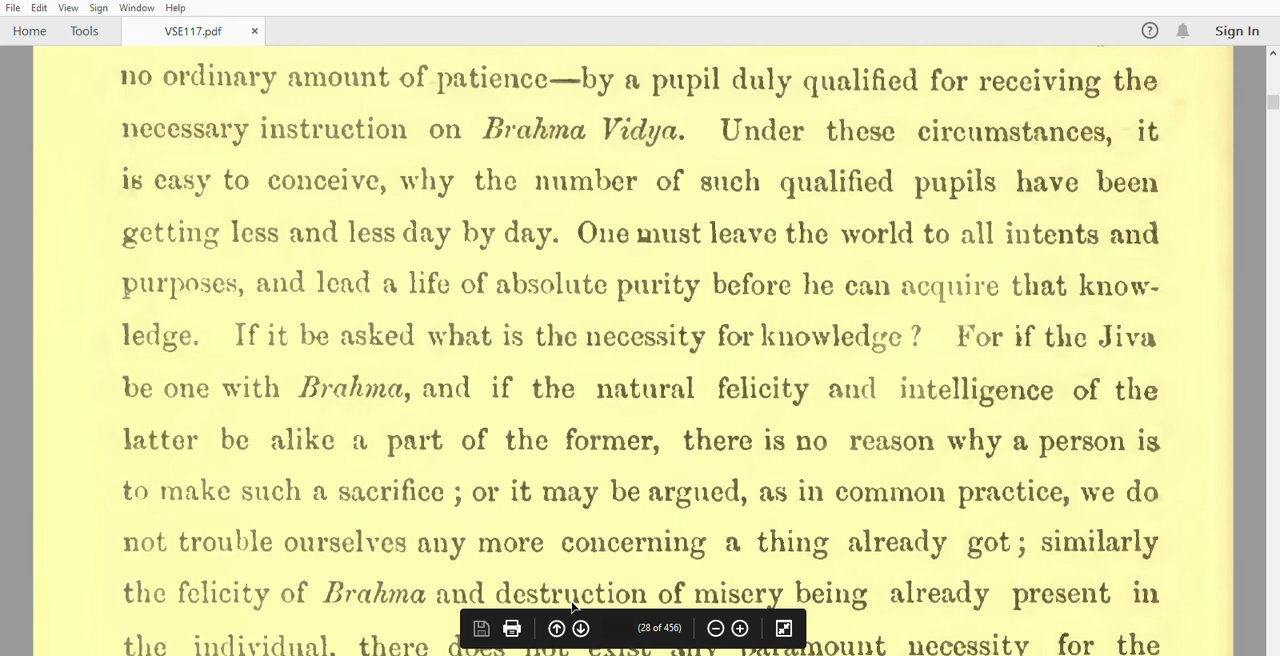 File Edit View Sign Window Help
Home Tools VSE117.pdf × Sign In
no ordinary amount of patience—by a pupil duly qualified for receiving the
necessary instruction on Brahma Vidya. Under these circumstances, it
is easy to conceive, why the number of such qualified pupils have been
getting less and less day by day. One must leave the world to all intents and
purposes, and lead a life of absolute purity before he can acquire that know-
ledge. If it be asked what is the necessity for knowledge? For if the Jiva
be one with Brahma, and if the natural felicity and intelligence of the
latter be alike a part of the former, there is no reason why a person is
to make such a sacrifice; or it may be argued, as in common practice, we do
not trouble ourselves any more concerning a thing already got; similarly
the felicity of Brahma and destruction of misery being already present in
the individual, there does not exist any paramount necessity for the
(28 of 456)